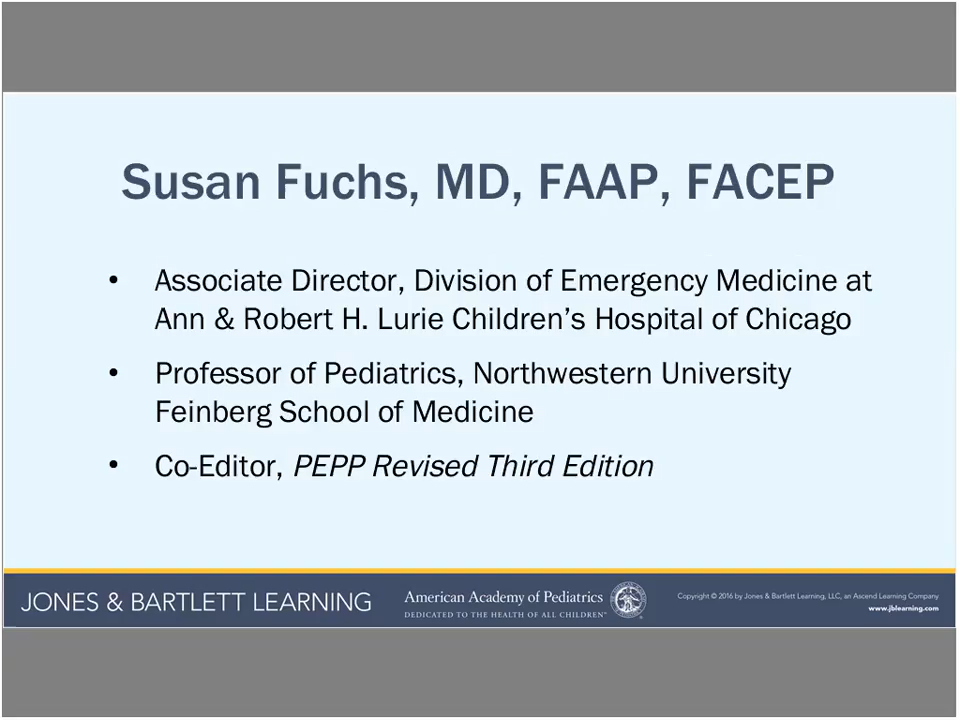 Susan Fuchs, MD, FAAP, FACEP
• Associate Director, Division of Emergency Medicine at
Ann & Robert H. Lurie Children’s Hospital of Chicago
• Professor of Pediatrics, Northwestern University
Feinberg School of Medicine
• Co-Editor, PEPP Revised Third Edition
JONES & BARTLETT LEARNING
American Academy of Pediatrics
DEDICATED TO THE HEALTH OF ALL CHILDREN™
Copyright © 2016 by Jones & Bartlett Learning, LLC, an Ascend Learning Company
www.jblearning.com